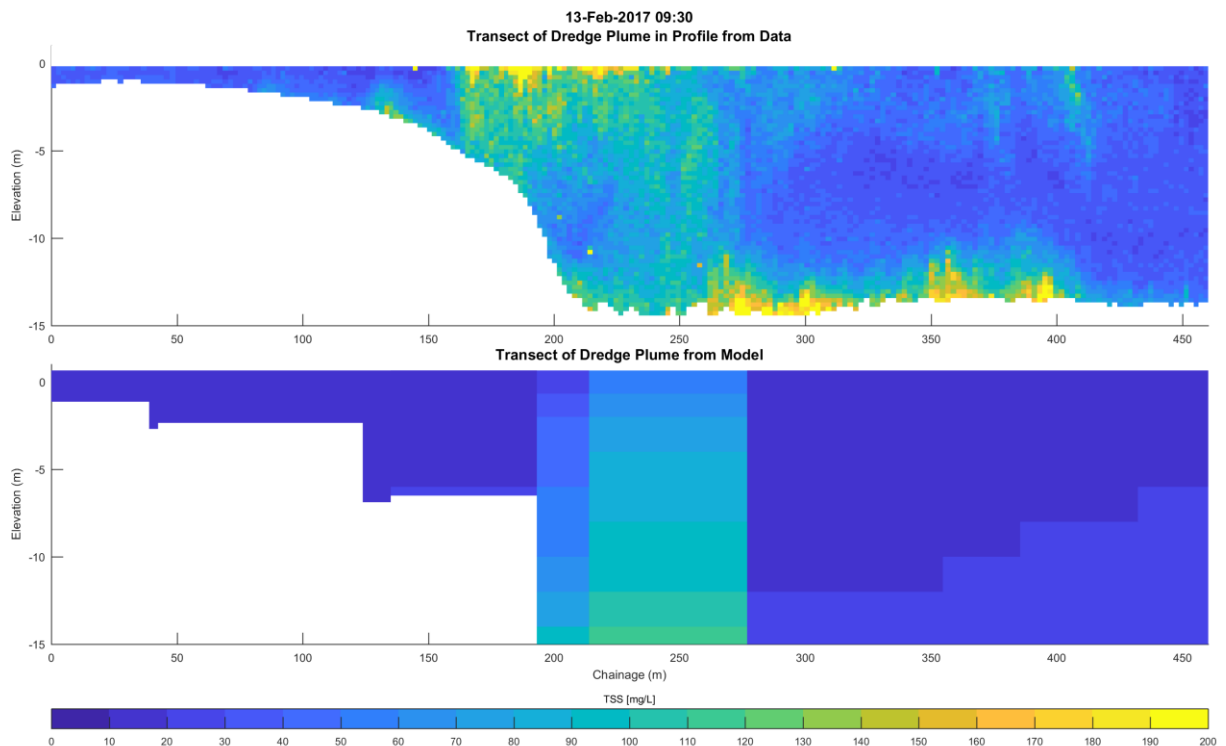 13-Feb-2017 09:30
Transect of Dredge Plume in Profile from Data
0
-5
-10
-15
Elevation (m)
0 50 100 150 200 250 300 350 400 450
Transect of Dredge Plume from Model
0
-5
-10
-15
Elevation (m)
0 50 100 150 200 250 300 350 400 450
Chainage (m)
TSS [mg/L]
0 10 20 30 40 50 60 70 80 90 100 110 120 130 140 150 160 170 180 190 200